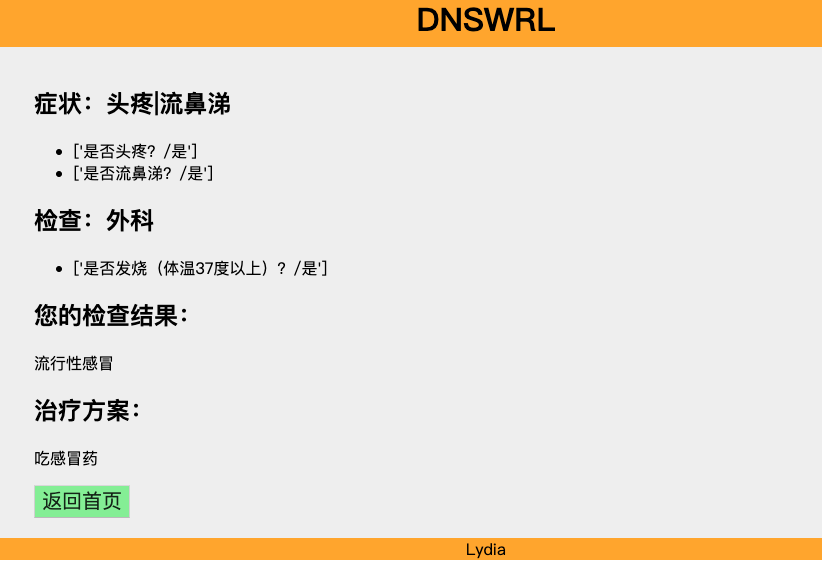 DNSWRL
症状：头疼|流鼻涕
['是否头疼？/是']
['是否流鼻涕？/是']
检查：外科
['是否发烧（体温37度以上）？/是']
您的检查结果：
流行性感冒
治疗方案：
吃感冒药
返回首页
Lydia